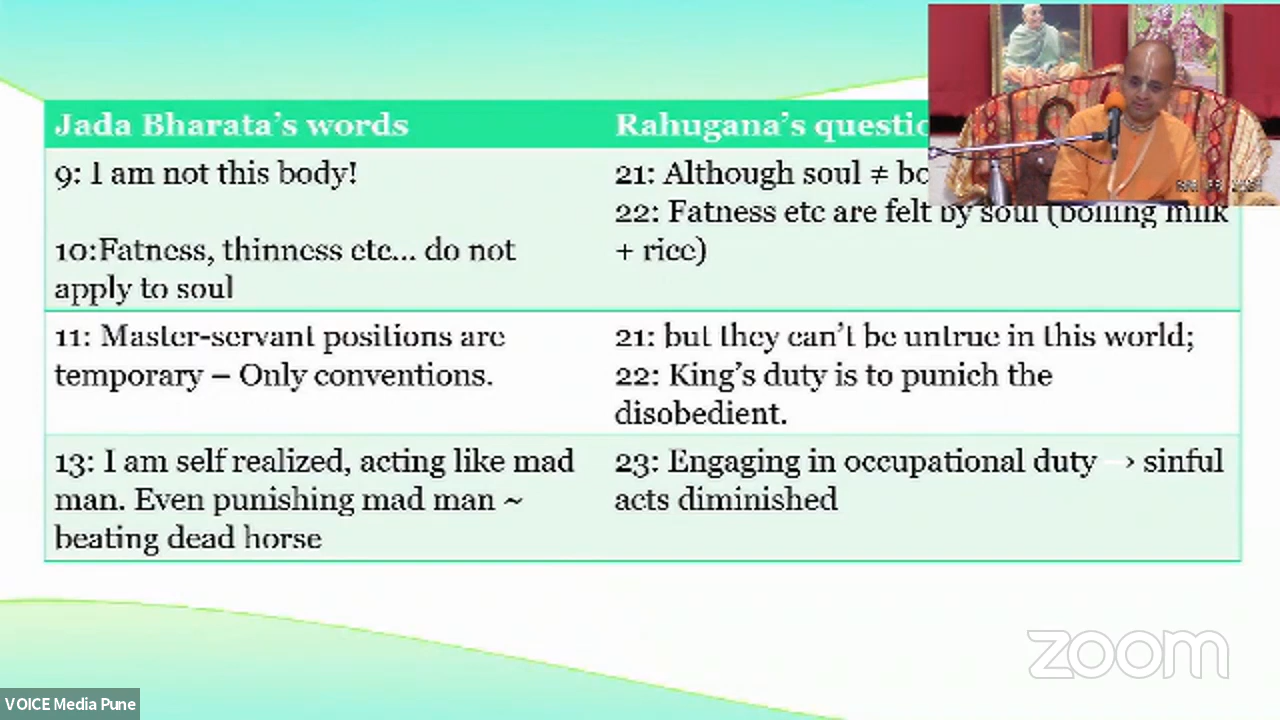 Jada Bharata's words
Rahugana's
9: I am not this body!
10:Fatness, thinness etc... do not
apply to soul
21: Although soul ≠
22: Fatness etc are felt by soul (boiling milk
+ rice)
11: Master-servant positions are
temporary – Only conventions.
21: but they can't be untrue in this world;
22: King's duty is to punich the
disobedient.
13: I am self realized, acting like mad
man. Even punishing mad man ~
beating dead horse
23: Engaging in occupational duty → sinful
acts diminished
zoom
VOICE Media Pune